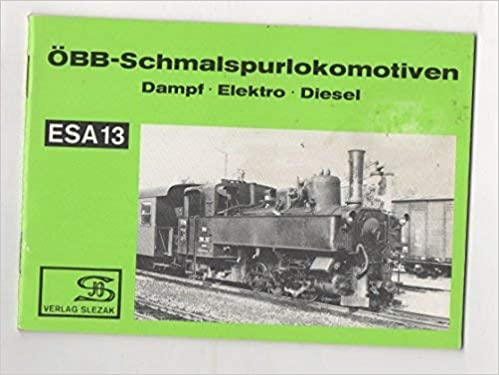 ÖBB-Schmalspurlokomotiven
Dampf · Elektro · Diesel
ESA 13
VERLAG SLEZAK